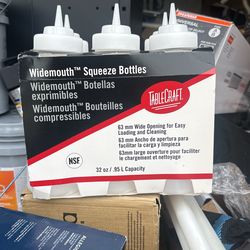 Widemouth™ Squeeze Bottles
Widemouth™ Botellas
exprimibles
Widemouth™ Bouteilles
compressibles
TABLECRAFT
63 mm Wide Opening for Easy
Loading and Cleaning
63 mm Ancho de apertura para
facilitar la carga y limpieza
63mm large ouverture pour faciliter
le chargement et nettoyage
NSF
32 oz / .95 L Capacity
UNIVERSAL